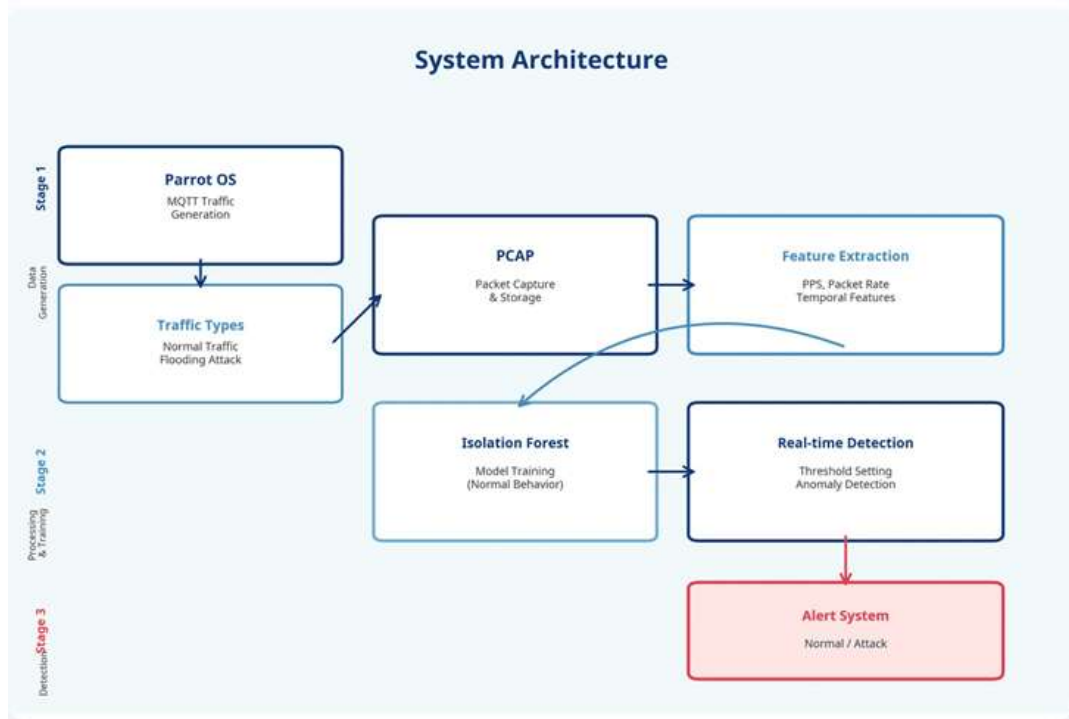 System Architecture
Stage 1
Data
Generation
Parrot OS
MQTT Traffic
Generation
Traffic Types
Normal Traffic
Flooding Attack
PCAP
Packet Capture
& Storage
Feature Extraction
PPS, Packet Rate
Temporal Features
Stage 2
Processing
& Training
Isolation Forest
Model Training
(Normal Behavior)
Real-time Detection
Threshold Setting
Anomaly Detection
Stage 3
Detection
Alert System
Normal / Attack